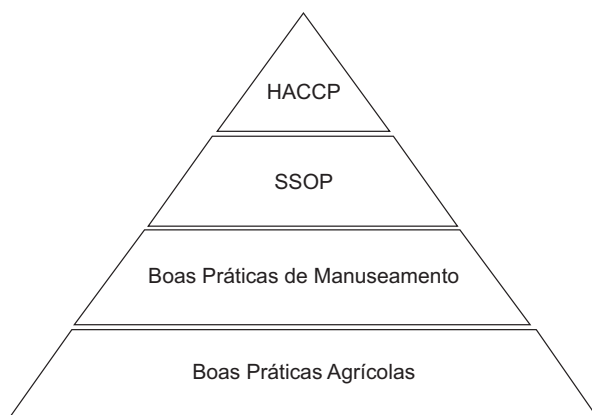 HACCP
SSOP
Boas Práticas de Manuseamento
Boas Práticas Agrícolas